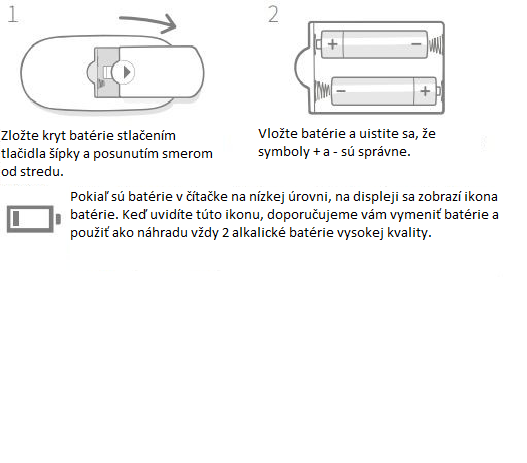 1
2
Zložte kryt batérie stlačením
tlačidla šípky a posunutím smerom
od stredu.
Vložte batérie a uistite sa, že
symboly + a - sú správne.
Pokiaľ sú batérie v čítačke na nízkej úrovni, na displeji sa zobrazí ikona
batérie. Keď uvidíte túto ikonu, doporučujeme vám vymeniť batérie a
použiť ako náhradu vždy 2 alkalické batérie vysokej kvality.